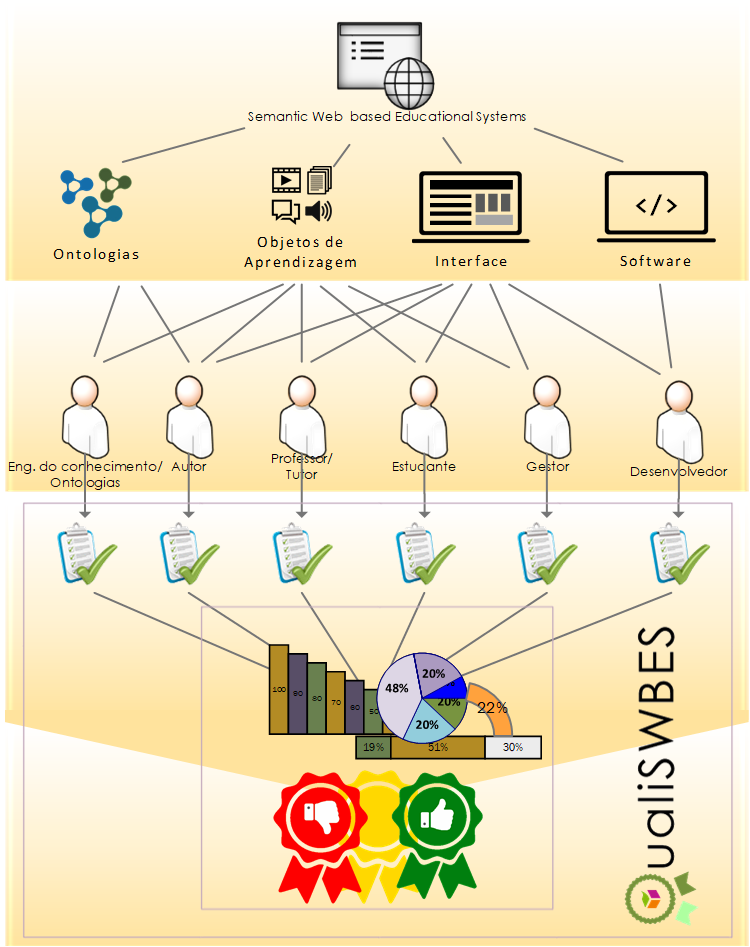 Semantic Web based Educational Systems
Ontologias
Objetos de
Aprendizagem
Interface
</>
Software
Eng. do conhecimento/
Ontologias
Autor
Professor/
Tutor
Estudante
Gestor
Desenvolvedor
100
90
80
70
60
50
48%
20%
20%
20%
22%
19%
51%
30%
QualiSWBES